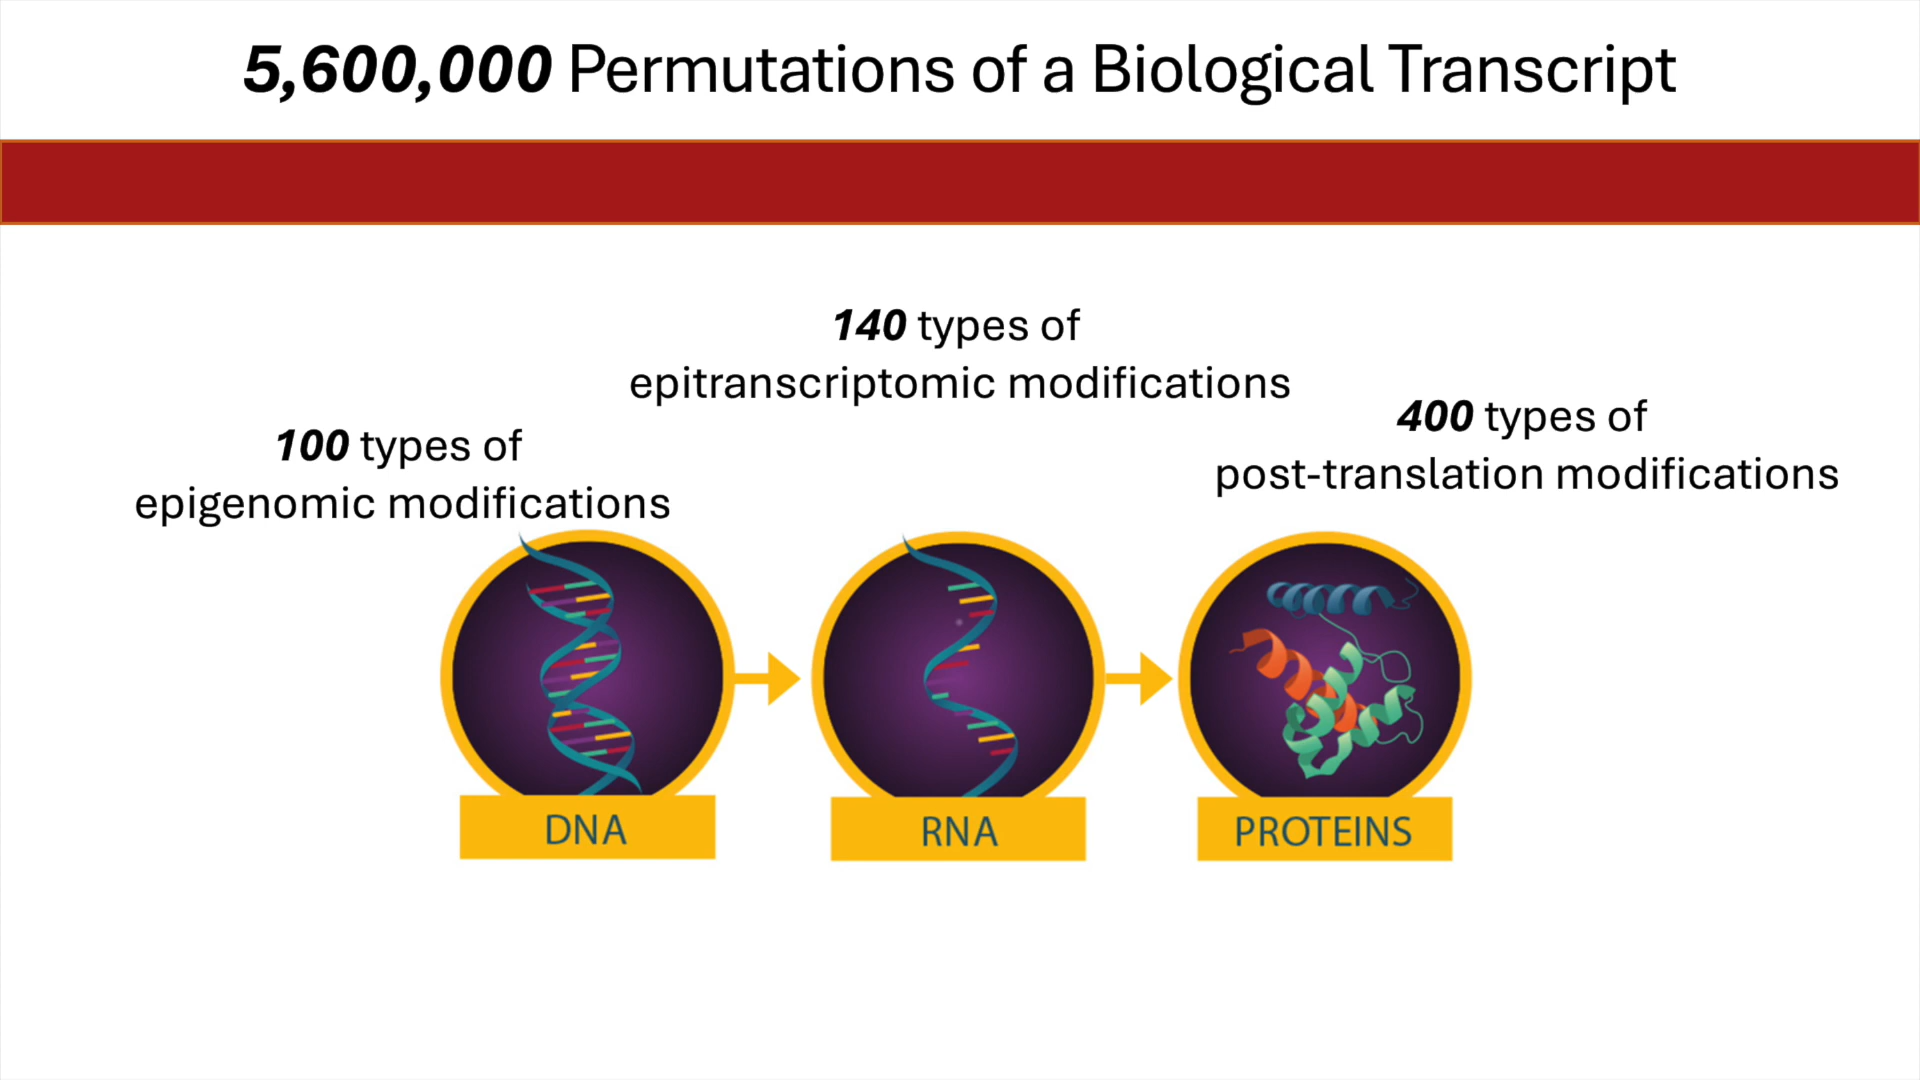 5,600,000 Permutations of a Biological Transcript
140 types of
epitranscriptomic modifications
100 types of
epigenomic modifications
400 types of
post-translation modifications
DNA
RNA
PROTEINS